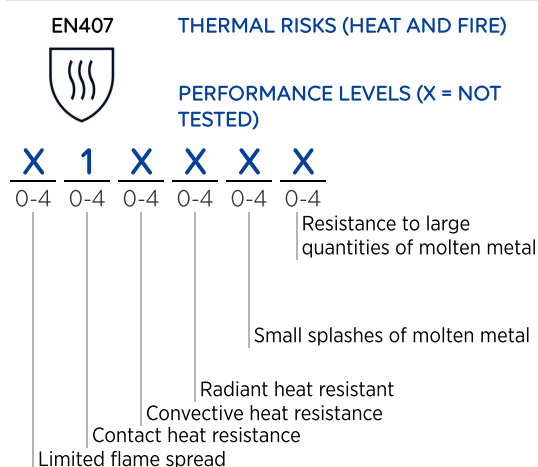 EN407
THERMAL RISKS (HEAT AND FIRE)
PERFORMANCE LEVELS (X = NOT
TESTED)
X 1 X X X X
0-4 0-4 0-4 0-4 0-4 0-4
Resistance to large
quantities of molten metal
Small splashes of molten metal
Radiant heat resistant
Convective heat resistance
Contact heat resistance
Limited flame spread